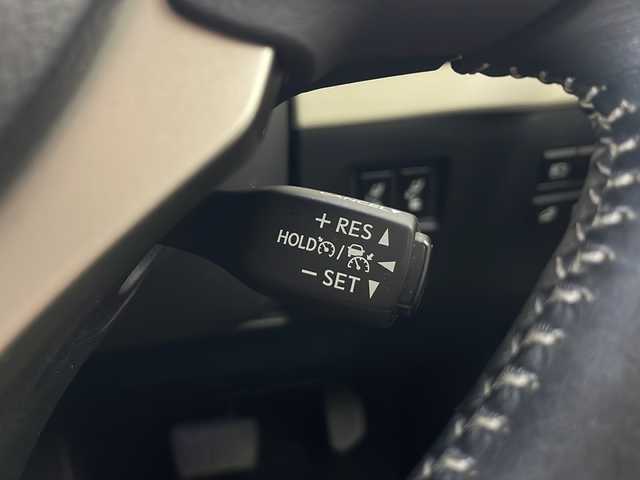 + RES
HOLD /
− SET